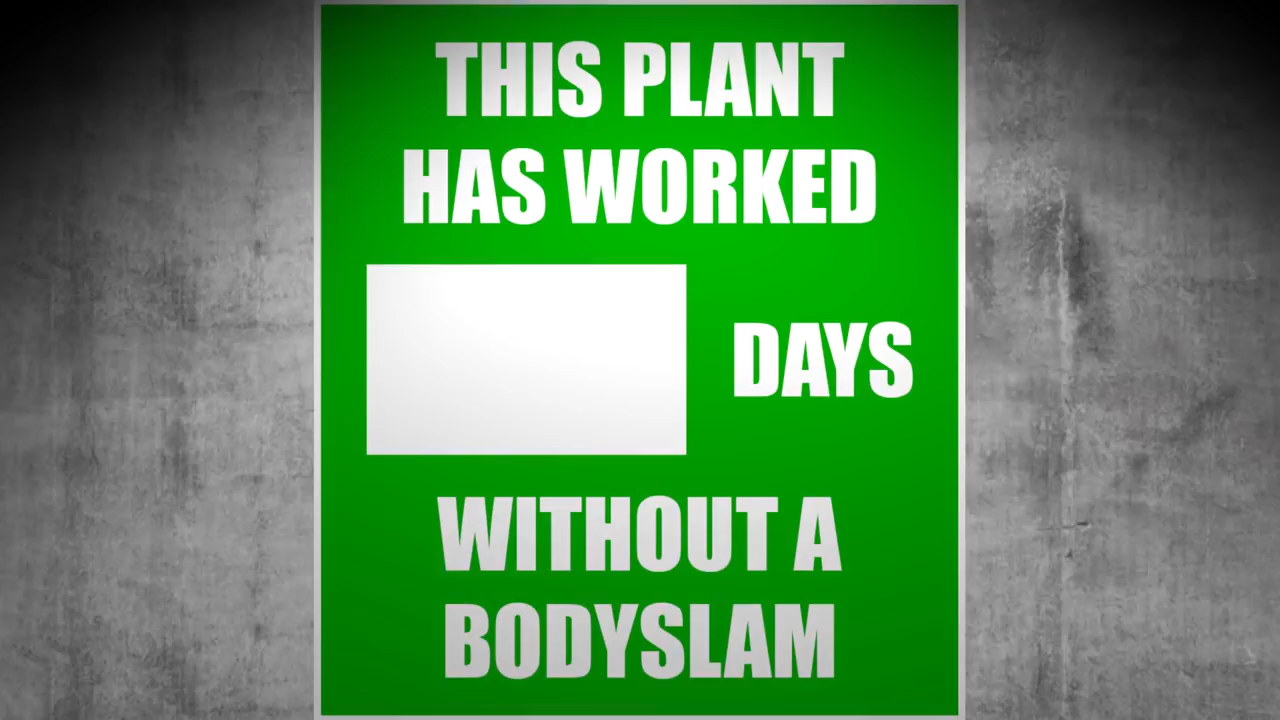 THIS PLANT
HAS WORKED
DAYS
WITHOUT A
BODYSLAM